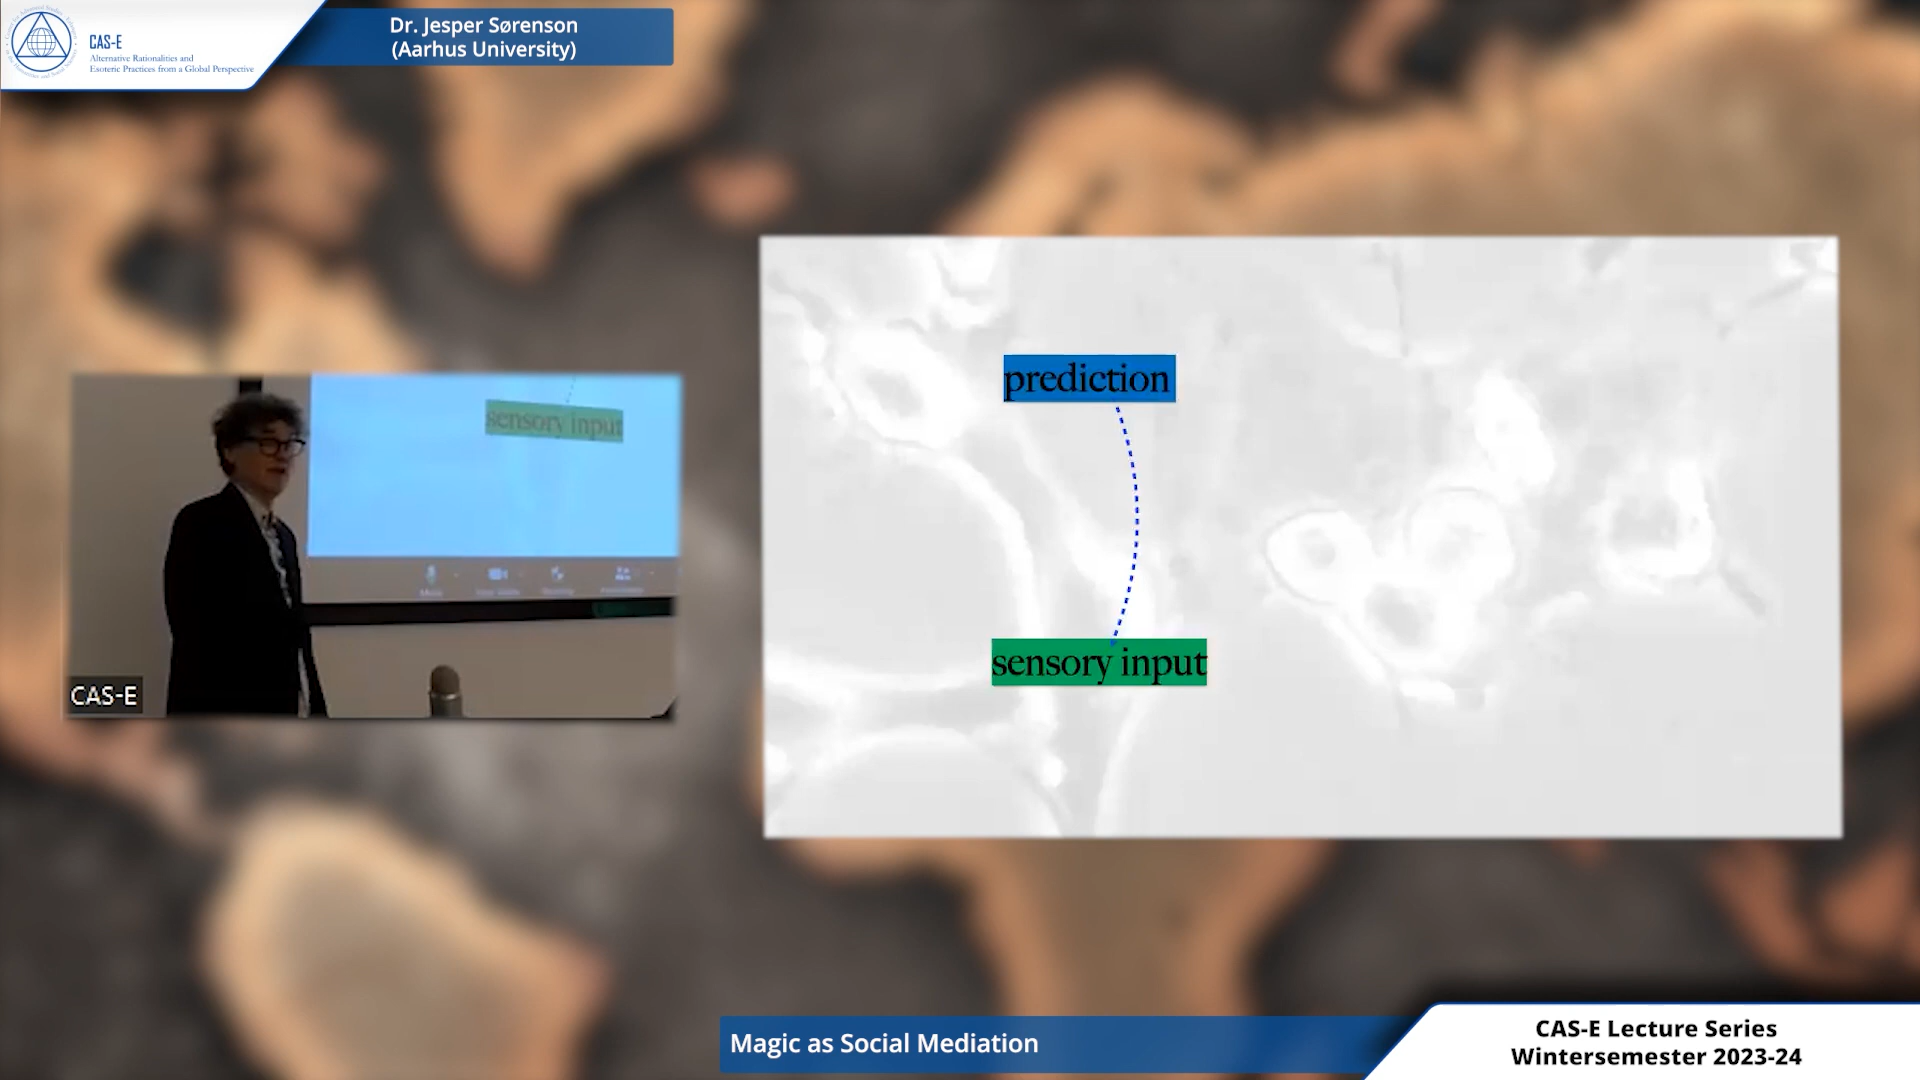 CAS-E
Alternative Rationalities and
Esoteric Practices from a Global Perspective
Dr. Jesper Sørenson
(Aarhus University)
sensory input
CAS-E
prediction
sensory input
Magic as Social Mediation
CAS-E Lecture Series
Wintersemester 2023-24